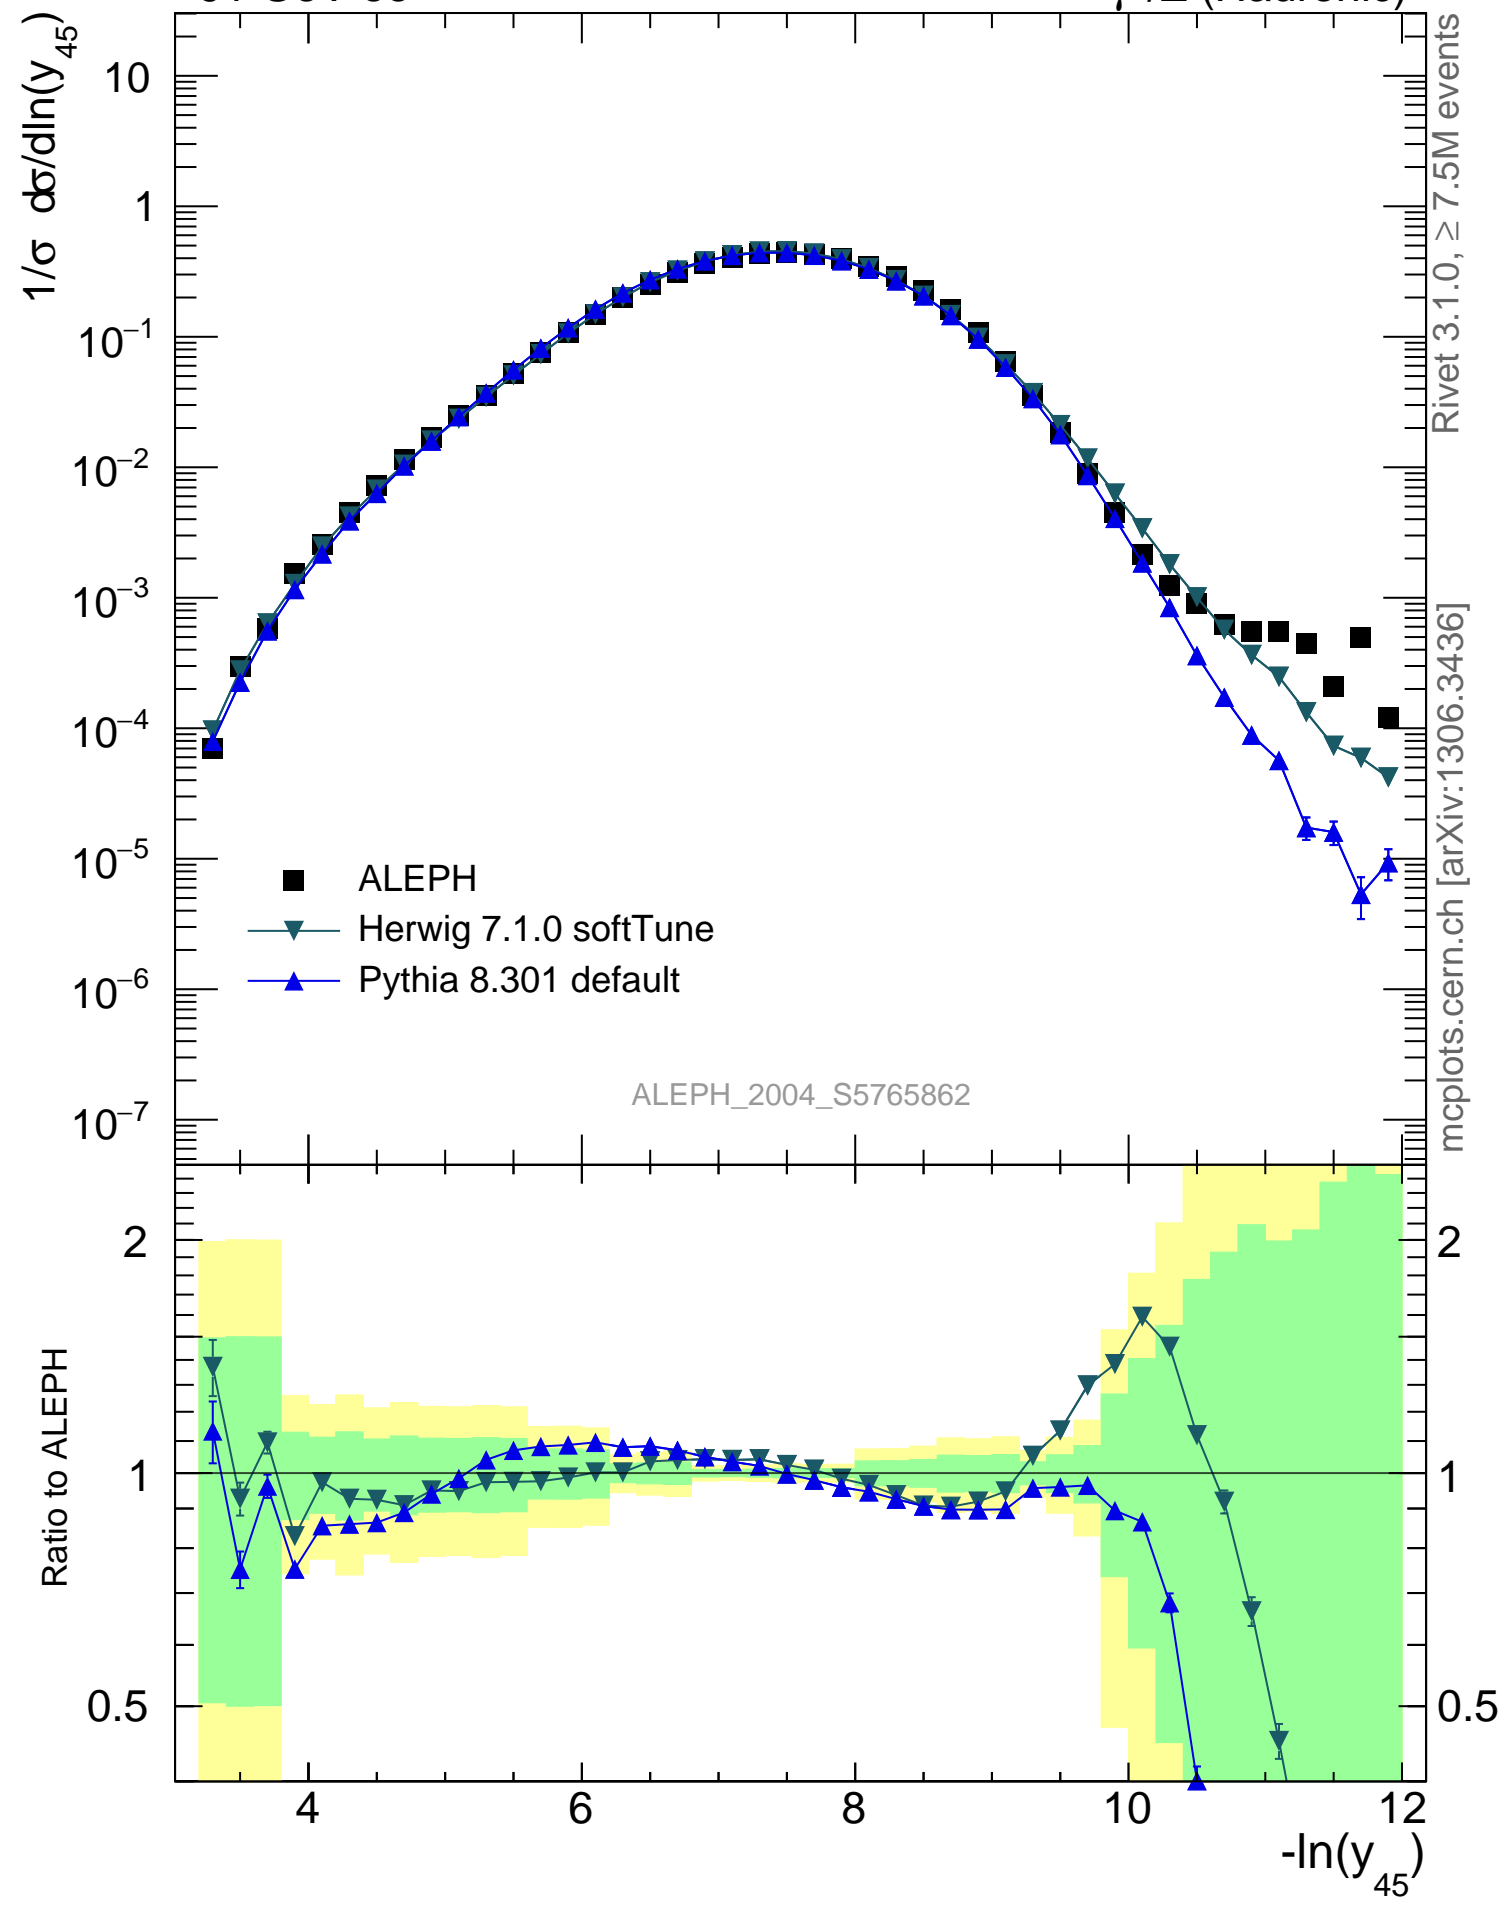 1/σ dσ/dln(y45)
10
1
10−1
10−2
10−3
10−4
10−5
10−6
10−7
ALEPH
Herwig 7.1.0 softTune
Pythia 8.301 default
ALEPH_2004_S5765862
Rivet 3.1.0, ≥ 7.5M events
mcplots.cern.ch [arXiv:1306.3436]
Ratio to ALEPH
2
1
0.5
2
1
0.5
4
6
8
10
12
-ln(y45)